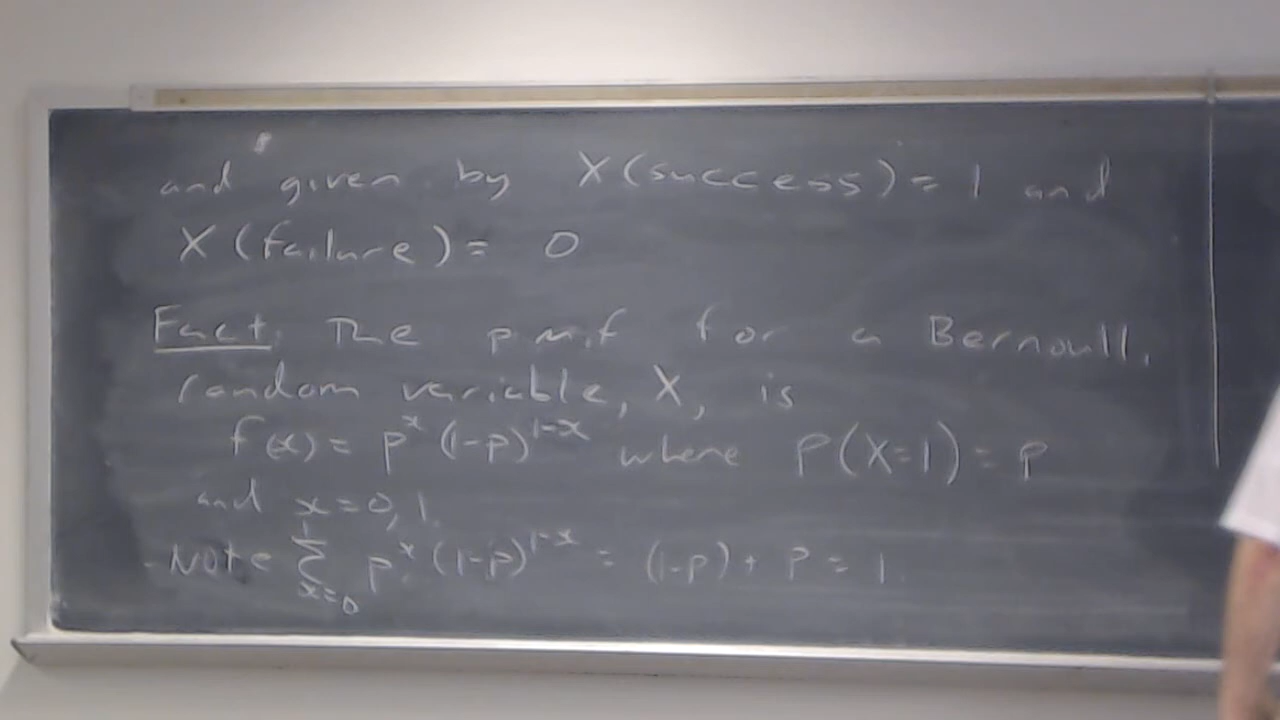 and given by X(success) = 1 and
X(failure) = 0
Fact. The p.m.f for a Bernoulli
random variable, X, is
f(x) = p^x (1-p)^{1-x} where P(X=1) = p
and x = 0, 1.
Note \sum_{x=0}^{1} p^x (1-p)^{1-x} = (1-p) + p = 1.